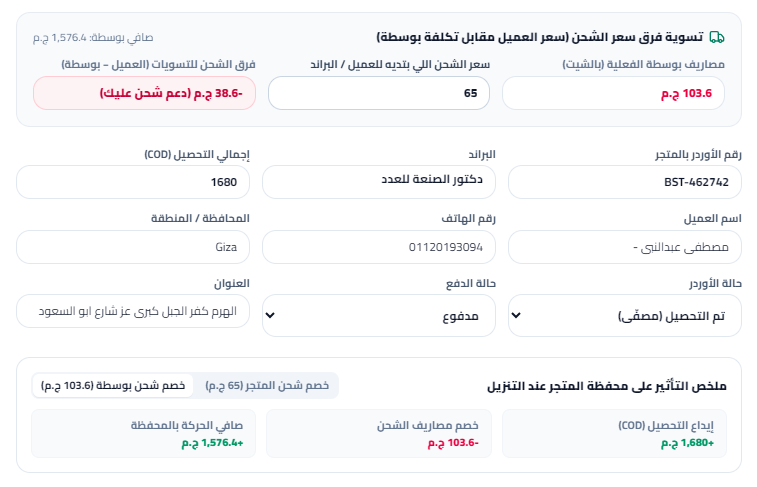 تسوية فرق سعر الشحن (سعر العميل مقابل تكلفة بوسطة)
صافي بوسطة: 1,576.4 ج.م
مصاريف بوسطة الفعلية (بالشيت)
سعر الشحن اللي بتديه للعميل / البراند
فرق الشحن للتسويات (العميل − بوسطة)
103.6 ج.م
65
-38.6 ج.م (دعم شحن عليك)
رقم الأوردر بالمتجر
البراند
إجمالي التحصيل (COD)
BST-462742
دكتور الصنعة للعدد
1680
اسم العميل
رقم الهاتف
المحافظة / المنطقة
مصطفى عبدالنبى -
01120193094
Giza
حالة الأوردر
حالة الدفع
العنوان
تم التحصيل (مصفّى)
مدفوع
الهرم كفر الجبل كبرى عز شارع ابو السعود
ملخص التأثير على محفظة المتجر عند التنزيل
خصم شحن المتجر (65 ج.م)
خصم شحن بوسطة (103.6 ج.م)
إيداع التحصيل (COD)
خصم مصاريف الشحن
صافي الحركة بالمحفظة
+1,680 ج.م
-103.6 ج.م
+1,576.4 ج.م